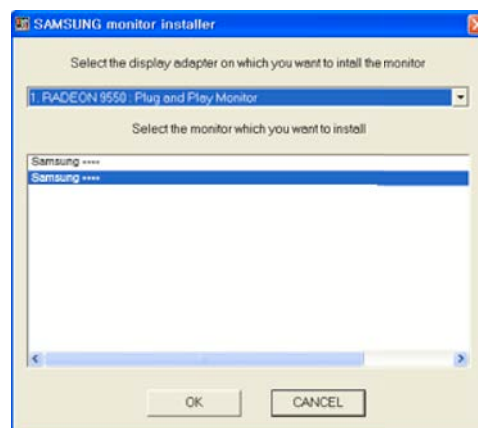 SAMSUNG monitor installer
Select the display adapter on which you want to intall the monitor
1. RADEON 9550 : Plug and Play Monitor
Select the monitor which you want to install
Samsung ****
Samsung ****
OK
CANCEL